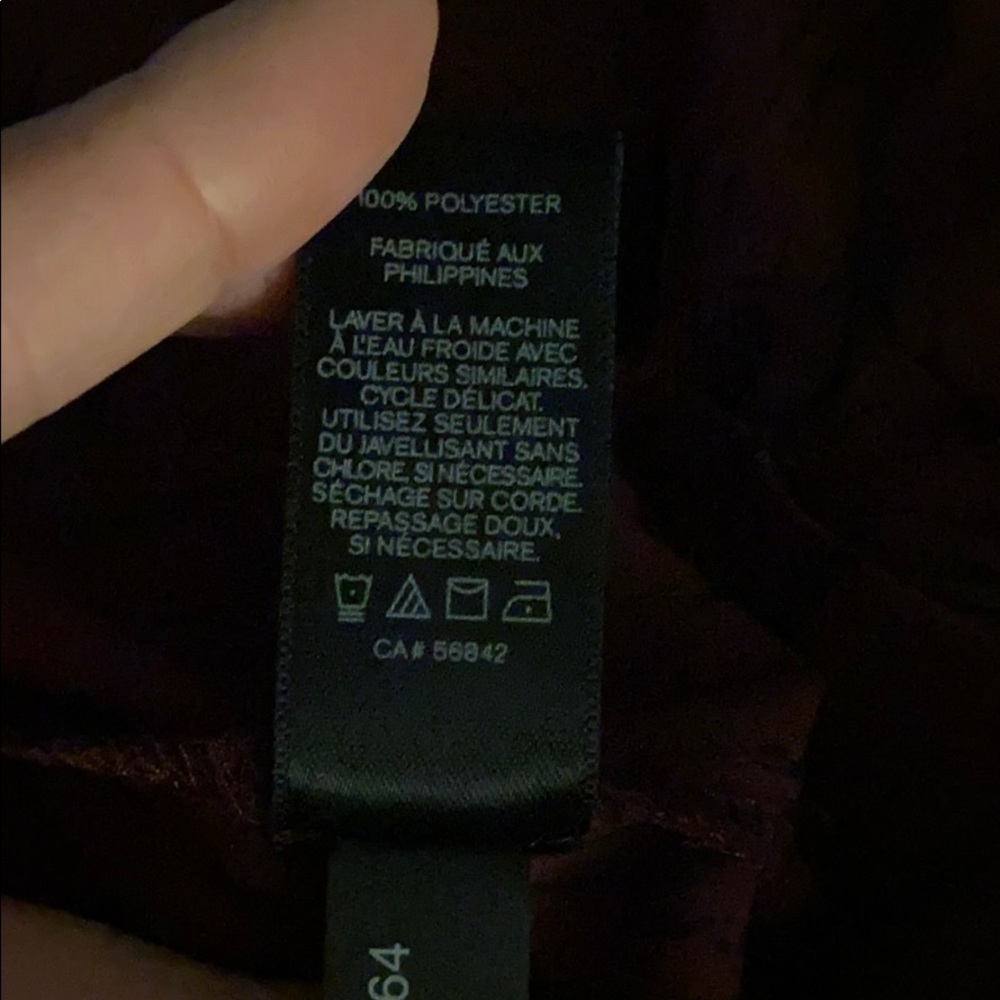 100% POLYESTER
FABRIQUÉ AUX
PHILIPPINES
LAVER À LA MACHINE
À L'EAU FROIDE AVEC
COULEURS SIMILAIRES.
CYCLE DÉLICAT.
UTILISEZ SEULEMENT
DU JAVELLISANT SANS
CHLORE, SI NÉCESSAIRE.
SÉCHAGE SUR CORDE.
REPASSAGE DOUX,
SI NÉCESSAIRE.
CA# 56842
64